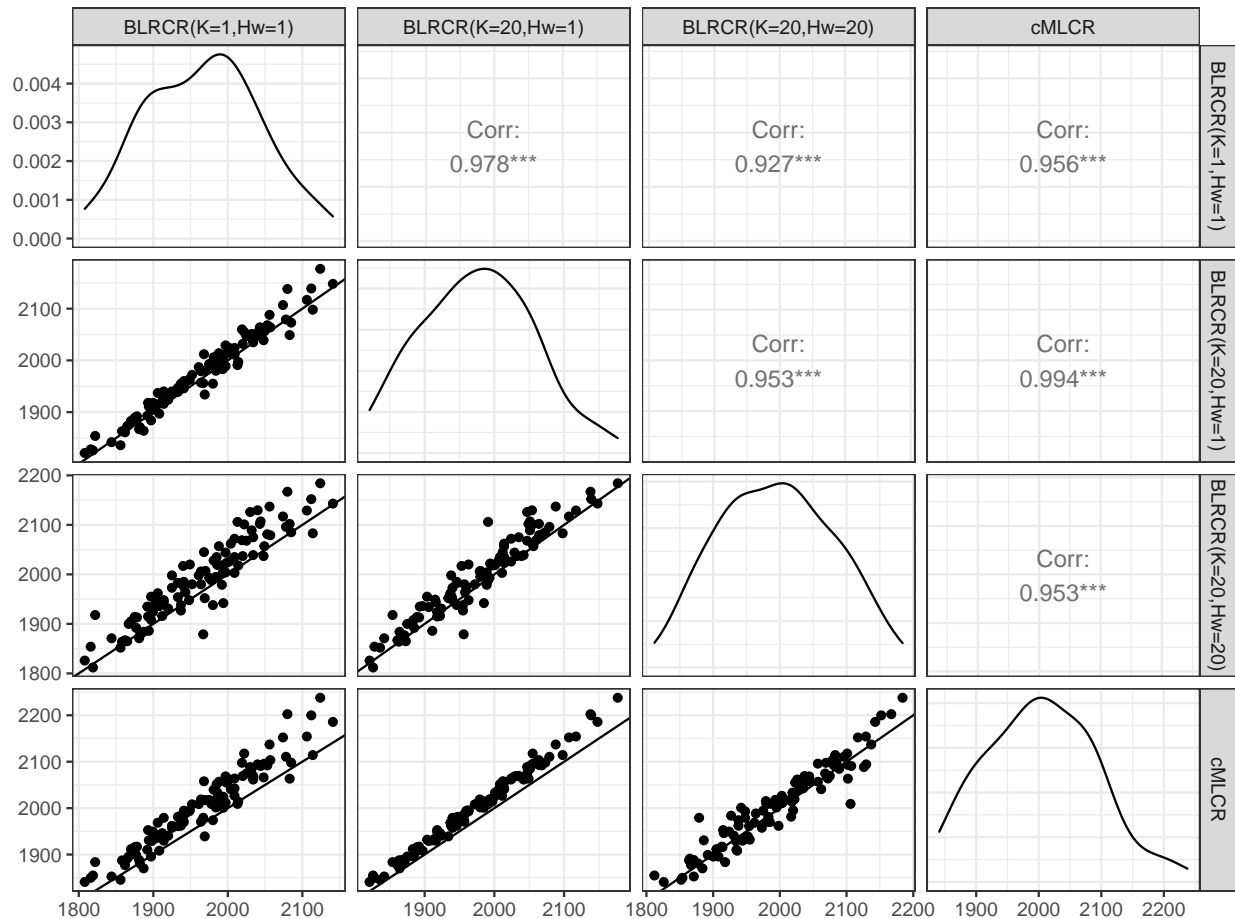 BLRCR(K=1,Hw=1) BLRCR(K=20,Hw=1) BLRCR(K=20,Hw=20) cMLCR
0.004
0.003
0.002
0.001
0.000
Corr:
0.978***
Corr:
0.927***
Corr:
0.956***
BLRCR(K=1,Hw=1)
2100
2000
1900
Corr:
0.953***
Corr:
0.994***
BLRCR(K=20,Hw=1)
2200
2100
2000
1900
1800
Corr:
0.953***
BLRCR(K=20,Hw=20)
2200
2100
2000
1900
cMLCR
1800 1900 2000 2100
1900 2000 2100
1800 1900 2000 2100 2200
1900 2000 2100 2200